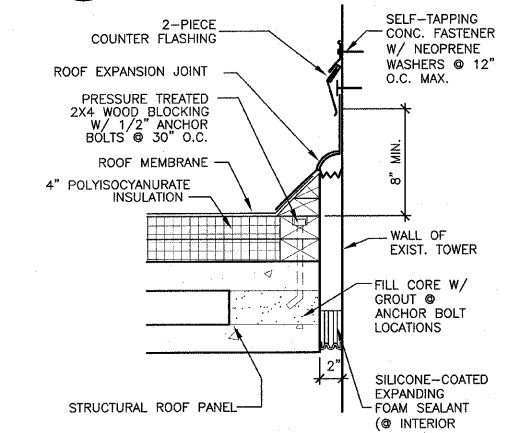 2-PIECE
COUNTER FLASHING
ROOF EXPANSION JOINT
PRESSURE TREATED
2X4 WOOD BLOCKING
W/ 1/2" ANCHOR
BOLTS @ 30" O.C.
ROOF MEMBRANE
4" POLYISOCYANURATE
INSULATION
STRUCTURAL ROOF PANEL
SELF-TAPPING
CONC. FASTENER
W/ NEOPRENE
WASHERS @ 12"
O.C. MAX.
8" MIN.
WALL OF
EXIST. TOWER
FILL CORE W/
GROUT @
ANCHOR BOLT
LOCATIONS
2"
SILICONE-COATED
EXPANDING
FOAM SEALANT
(@ INTERIOR